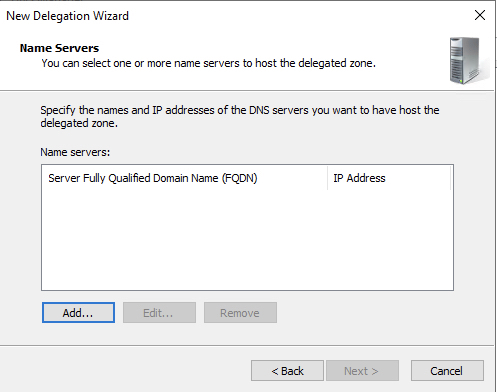 New Delegation Wizard
Name Servers
You can select one or more name servers to host the delegated zone.
Specify the names and IP addresses of the DNS servers you want to have host the
delegated zone.
Name servers:
Server Fully Qualified Domain Name (FQDN) IP Address
Add... Edit... Remove
< Back Next > Cancel